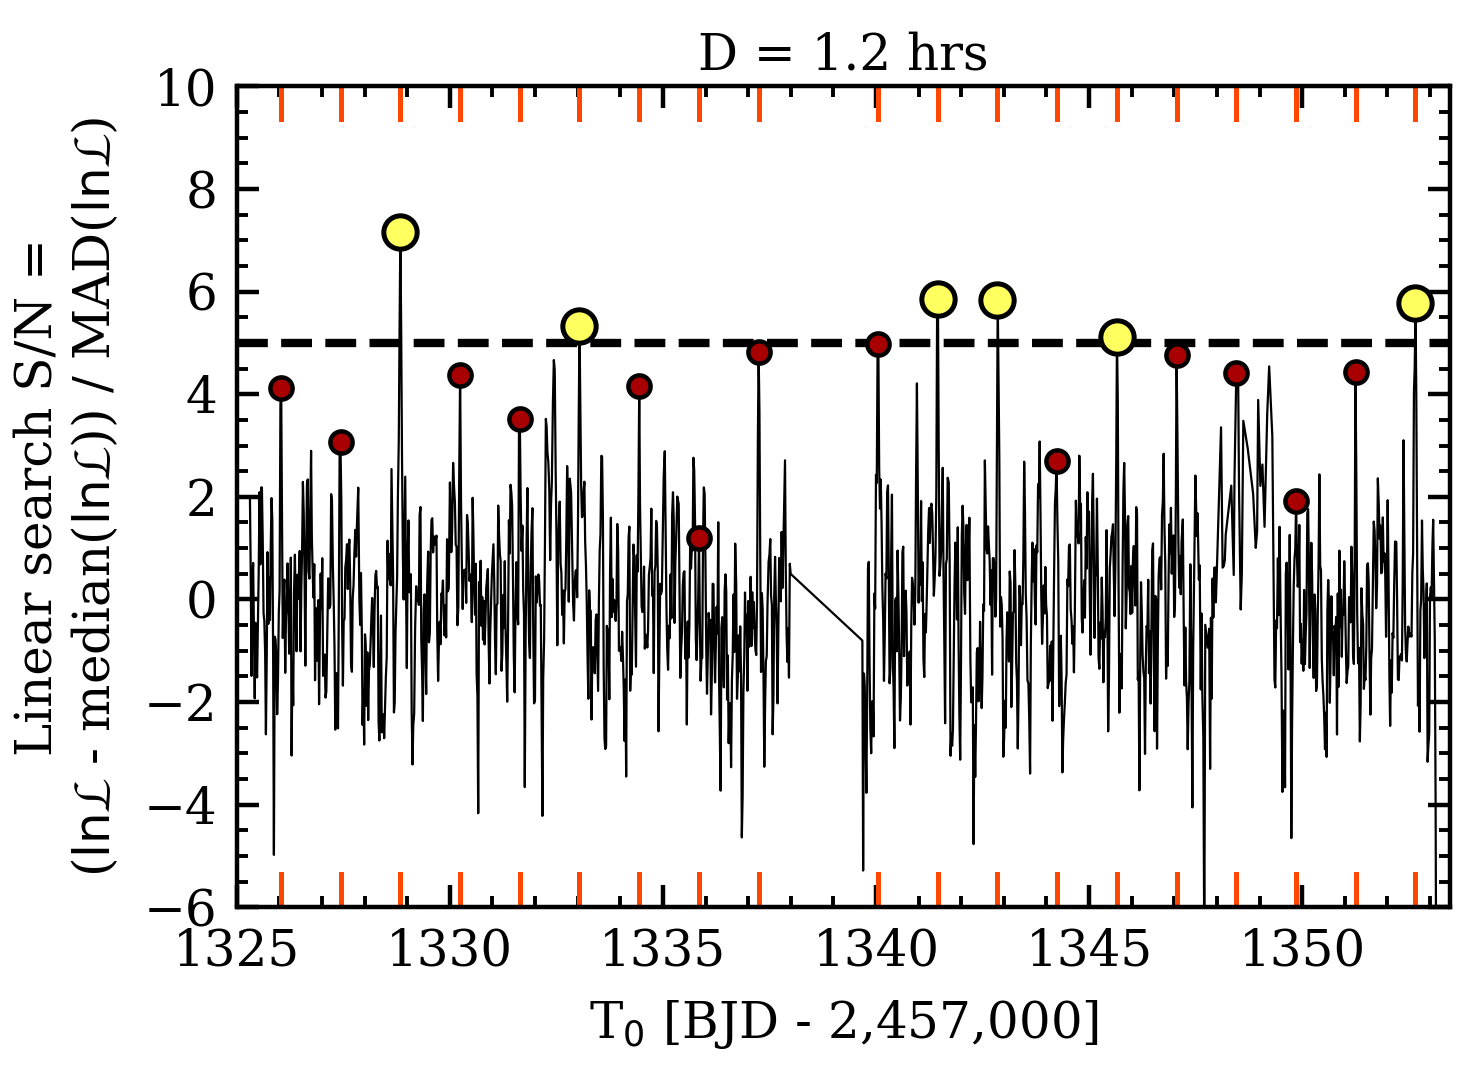 D = 1.2 hrs
Linear search S/N =
(lnℒ - median(lnℒ)) / MAD(lnℒ)
10
8
6
4
2
0
−2
−4
−6
1325 1330 1335 1340 1345 1350
T₀ [BJD - 2,457,000]